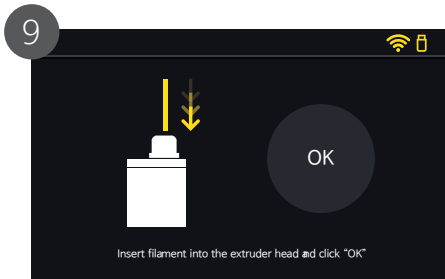 9
OK
Insert filament into the extruder head and click “OK”